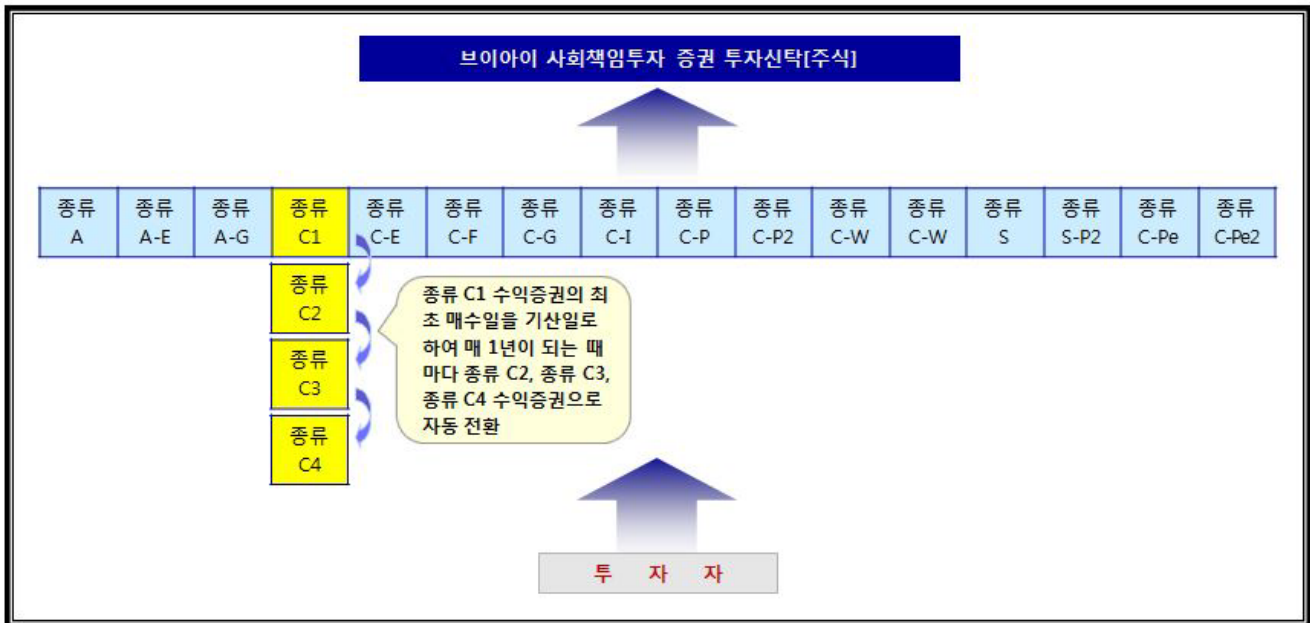 브이아이 사회책임투자 증권 투자신탁[주식]
종류 종류 종류 종류 종류 종류 종류 종류 종류 종류 종류 종류 종류 종류 종류 종류
A A-E A-G C1 C-E C-F C-G C-I C-P C-P2 C-W C-W S S-P2 C-Pe C-Pe2
종류
C2
종류
C3
종류
C4
종류 C1 수익증권의 최
초 매수일을 기산일로
하여 매 1년이 되는 때
마다 종류 C2, 종류 C3,
종류 C4 수익증권으로
자동 전환
투 자 자